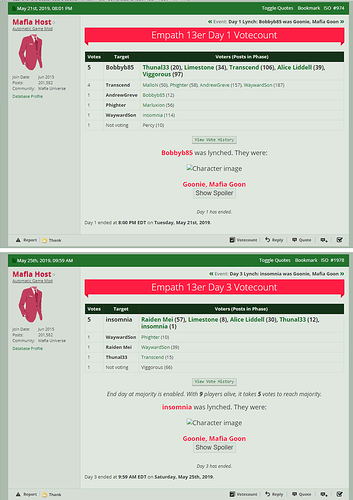 May 21st, 2019, 08:01 PM
Toggle Quotes Bookmark ISO #974
Mafia Host
Automatic Game Mod
Join Date: Jun 2015
Posts: 201,582
Community: Mafia Universe
Database Profile
« Event: Day 1 Lynch: Bobbyb85 was Goonie, Mafia Goon »
Empath 13er Day 1 Votecount
Votes Target Voters (Posts in Phase)
5 Bobbyb85 Thunal33 (20), Limestone (34), Transcend (106), Alice Liddell (39), Viggorous (97)
4 Transcend (50), Phighter (58), AndrewGreve (157), WaywardSon (187)
1 AndrewGreve Bobbyb85 (12)
1 Phighter Marluxion (56)
1 WaywardSon insomnia (114)
1 Not voting Percy (10)
View Vote History
Bobbyb85 was lynched. They were:
Character image
Goonie, Mafia Goon
Show Spoiler
Day 1 has ended.
Day 1 ended at 8:00 PM EDT on Tuesday, May 21st, 2019.
Report Thank
Votecount Reply Quote
May 25th, 2019, 09:59 AM
Toggle Quotes Bookmark ISO #1978
Mafia Host
Automatic Game Mod
Join Date: Jun 2015
Posts: 201,582
Community: Mafia Universe
Database Profile
« Event: Day 3 Lynch: insomnia was Goonie, Mafia Goon »
Empath 13er Day 3 Votecount
Votes Target Voters (Posts in Phase)
5 insomnia Raiden Mei (57), Limestone (8), Alice Liddell (30), Thunal33 (12), insomnia (1)
1 WaywardSon Phighter (10)
1 Raiden Mei WaywardSon (39)
1 Thunal33 Transcend (15)
1 Not voting Viggorous (66)
View Vote History
End day at majority is enabled. With 9 players alive, it takes 5 votes to reach majority.
insomnia was lynched. They were:
Character image
Goonie, Mafia Goon
Show Spoiler
Day 3 has ended.
Day 3 ended at 9:59 AM EDT on Saturday, May 25th, 2019.
Report Thank
Votecount Reply Quote